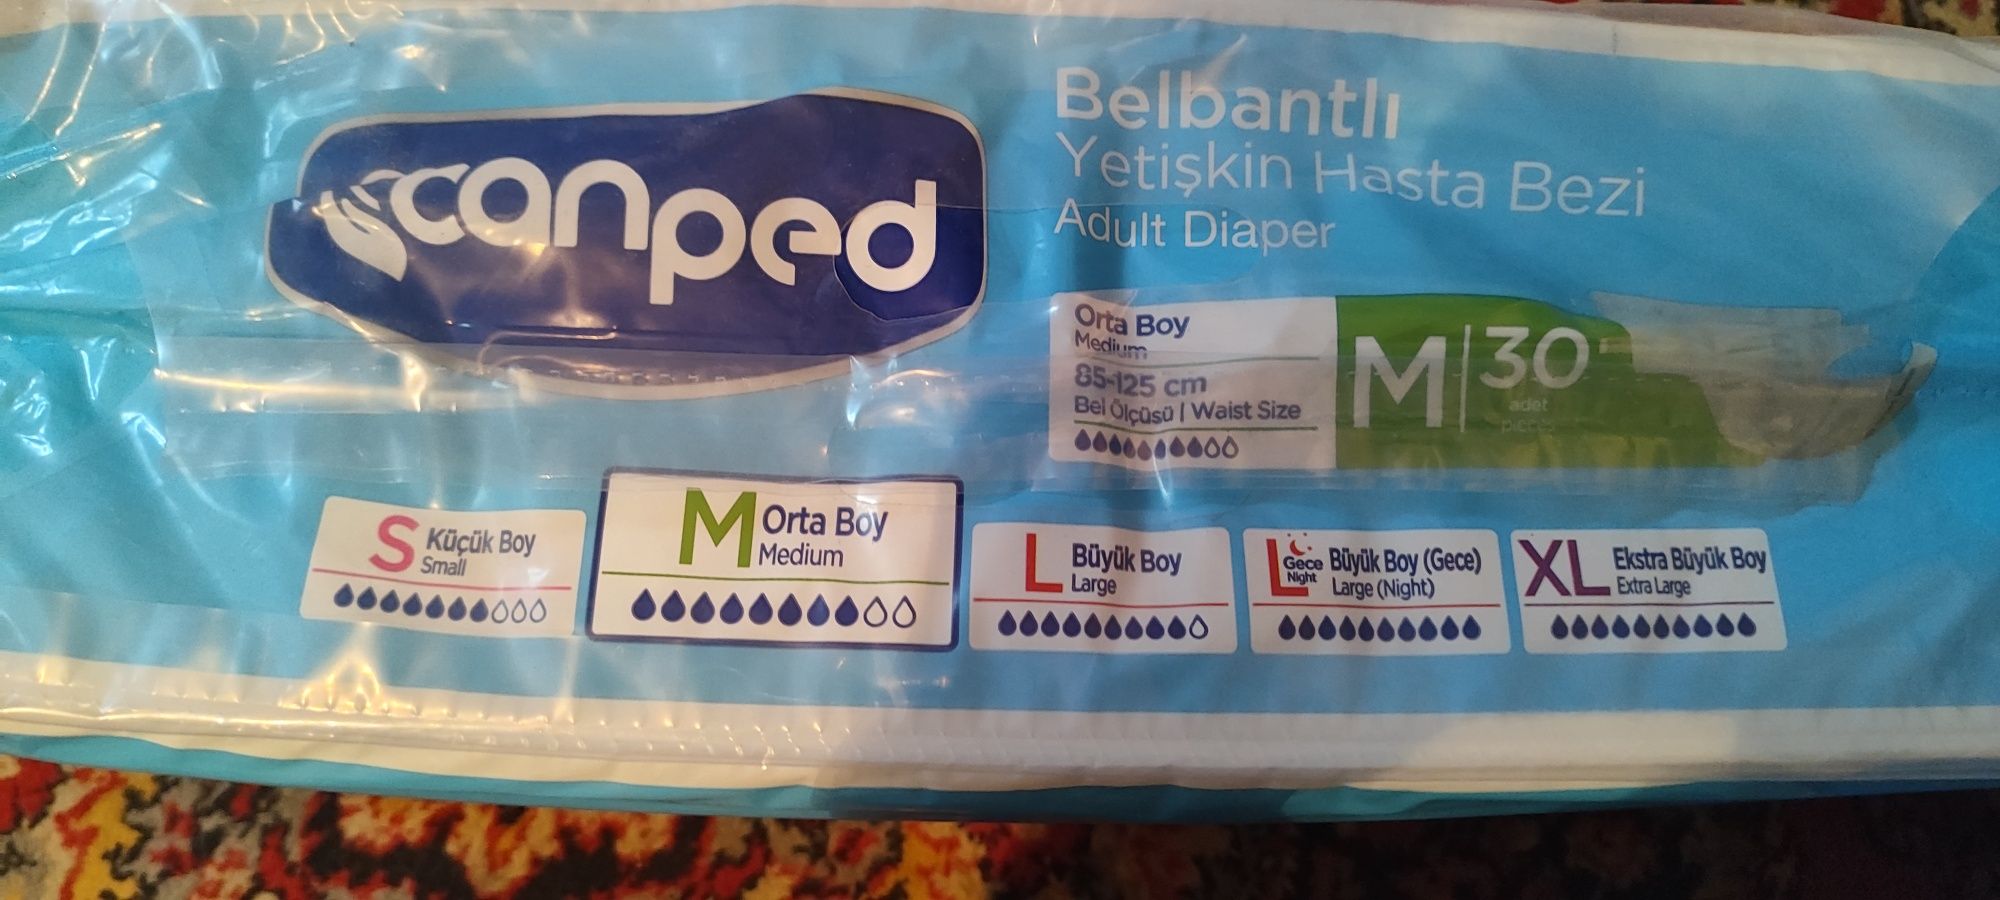 canped
Belbantlı
Yetişkin Hasta Bezi
Adult Diaper
Orta Boy
Medium
85-125 cm
Bel Ölçüsü | Waist Size
M | 30
adet
pieces
S Küçük Boy
Small
M Orta Boy
Medium
L Büyük Boy
Large
L Gece Night Büyük Boy (Gece)
Large (Night)
XL Ekstra Büyük Boy
Extra Large